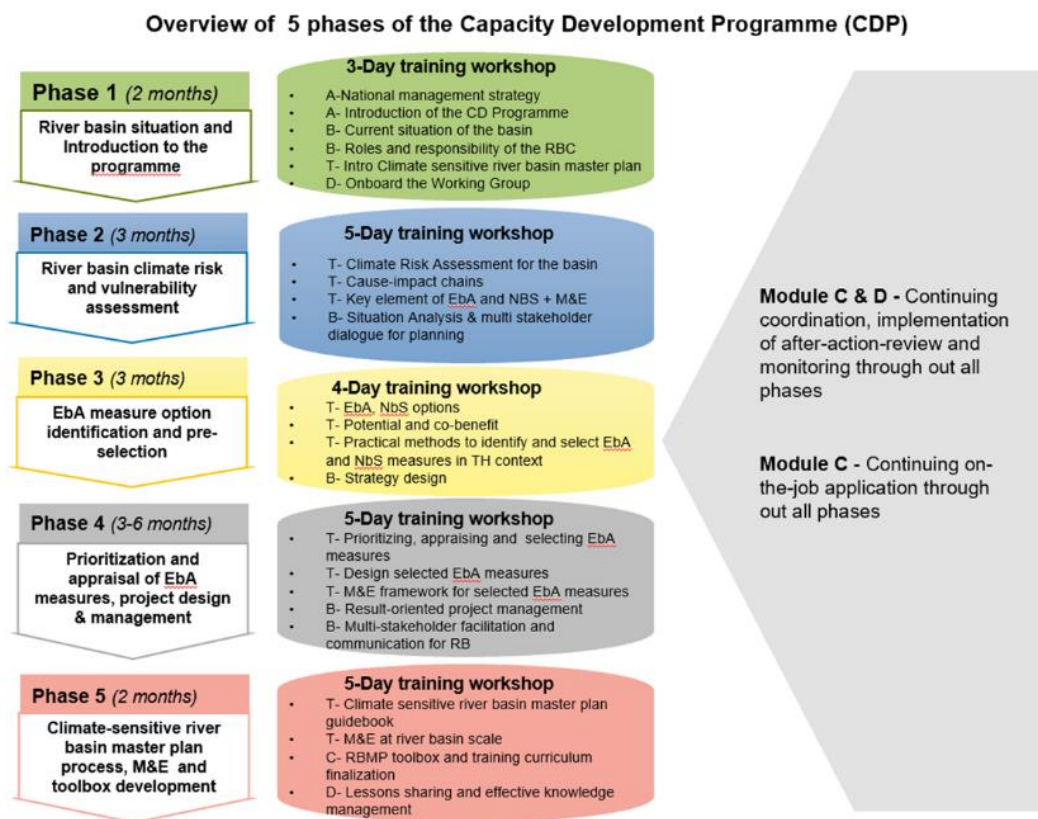 Overview of 5 phases of the Capacity Development Programme (CDP)
Phase 1 (2 months)
River basin situation and
Introduction to the
programme
3-Day training workshop
• A-National management strategy
• A- Introduction of the CD Programme
• B- Current situation of the basin
• B- Roles and responsibility of the RBC
• T- Intro Climate sensitive river basin master plan
• D- Onboard the Working Group
Phase 2 (3 months)
River basin climate risk
and vulnerability
assessment
5-Day training workshop
• T- Climate Risk Assessment for the basin
• T- Cause-impact chains
• T- Key element of EbA and NBS + M&E
• B- Situation Analysis & multi stakeholder
dialogue for planning
Phase 3 (3 moths)
EbA measure option
identification and pre-
selection
4-Day training workshop
• T- EbA, NbS options
• T- Potential and co-benefit
• T- Practical methods to identify and select EbA
and NbS measures in TH context
• B- Strategy design
Phase 4 (3-6 months)
Prioritization and
appraisal of EbA
measures, project design
& management
5-Day training workshop
• T- Prioritizing, appraising and selecting EbA
measures
• T- Design selected EbA measures
• T- M&E framework for selected EbA measures
• B- Result-oriented project management
• B- Multi-stakeholder facilitation and
communication for RB
Phase 5 (2 months)
Climate-sensitive river
basin master plan
process, M&E and
toolbox development
5-Day training workshop
• T- Climate sensitive river basin master plan
guidebook
• T- M&E at river basin scale
• C- RBMP toolbox and training curriculum
finalization
• D- Lessons sharing and effective knowledge
management
Module C & D - Continuing
coordination, implementation
of after-action-review and
monitoring through out all
phases
Module C - Continuing on-
the-job application through
out all phases